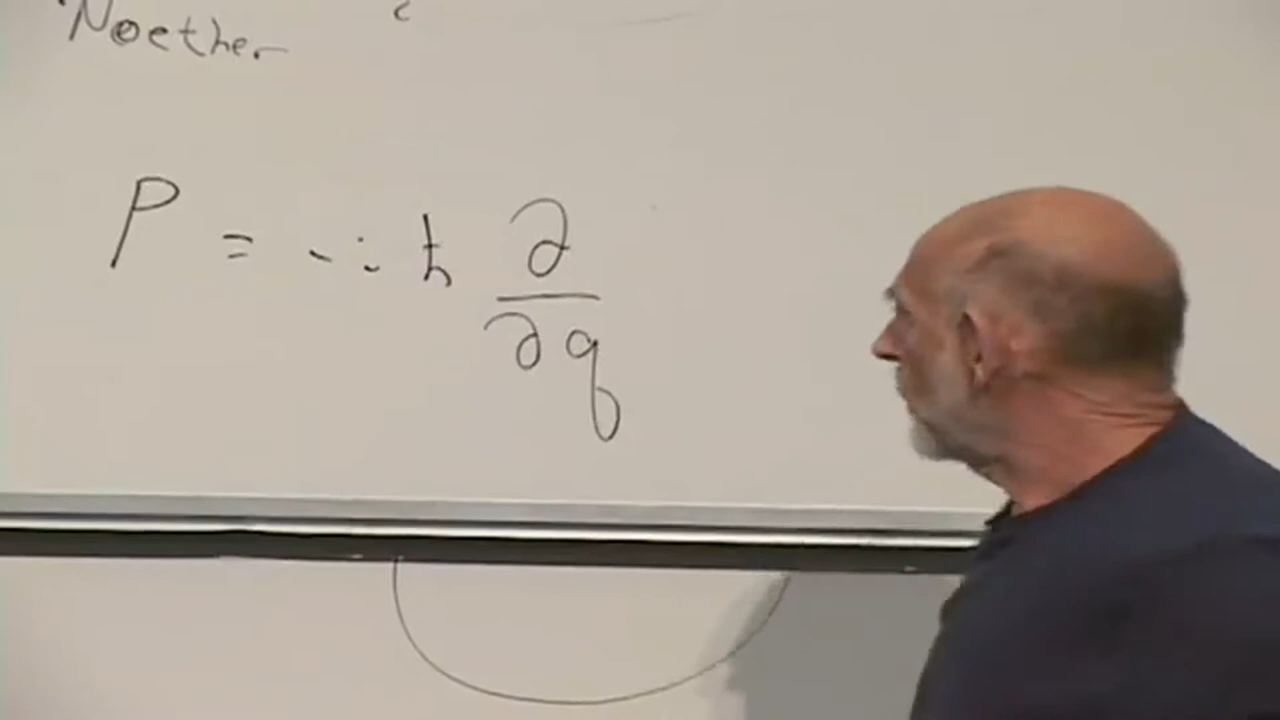 Noether
P = -iħ ∂/∂q